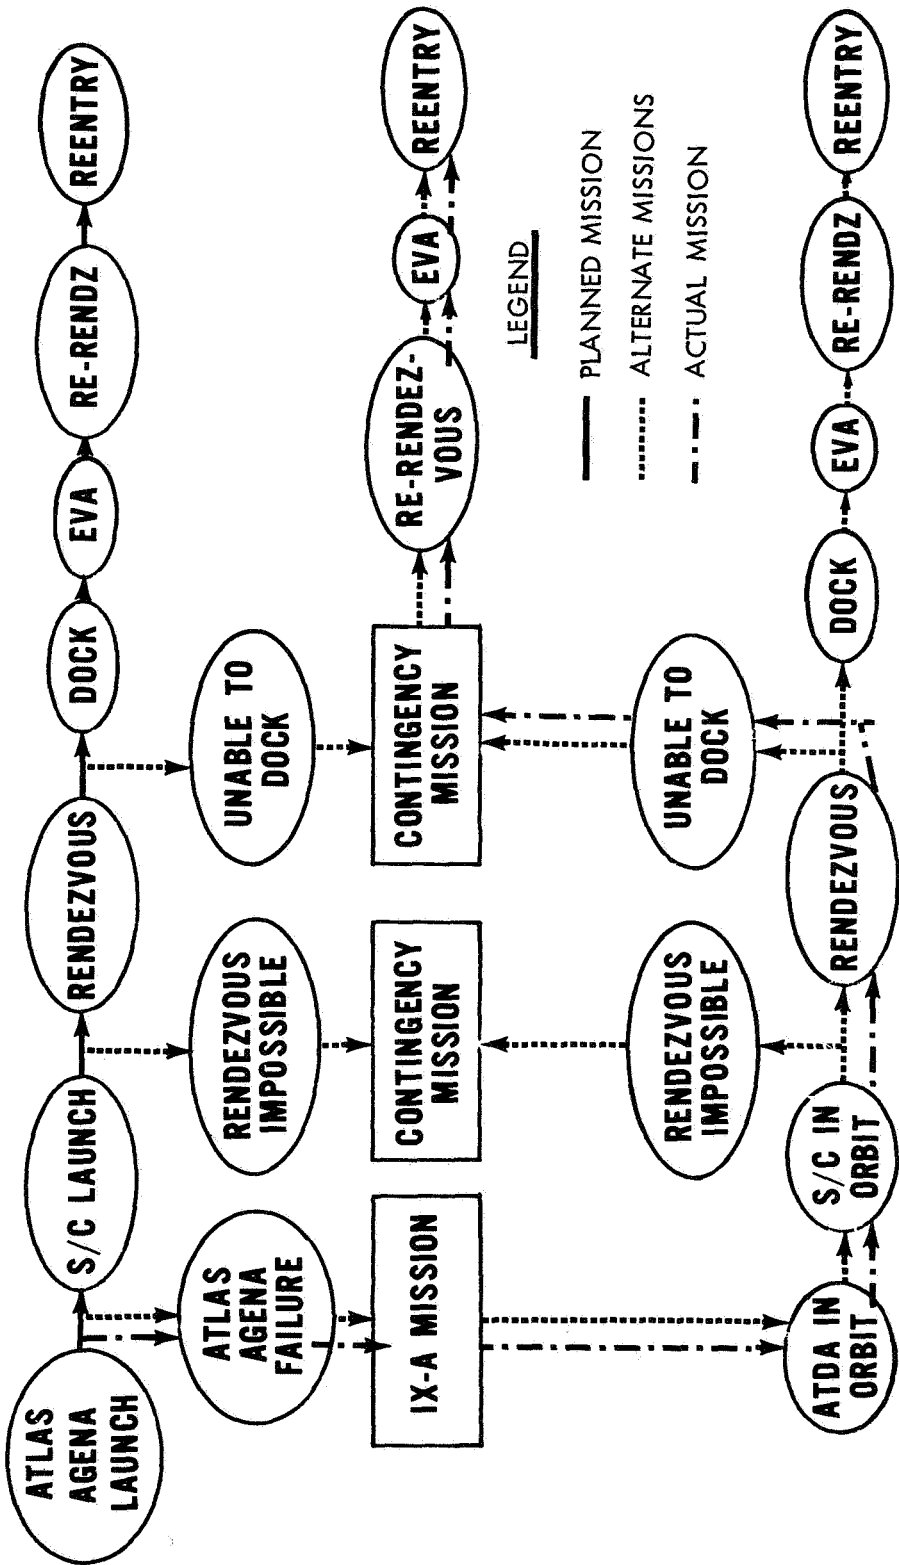 ATLAS
AGENA
LAUNCH
S/C LAUNCH
RENDEZVOUS
DOCK
EVA
RE-RENDZ
REENTRY
ATLAS
AGENA
FAILURE
RENDEZVOUS
IMPOSSIBLE
UNABLE TO
DOCK
IX-A MISSION
CONTINGENCY
MISSION
CONTINGENCY
MISSION
RE-RENDEZ-
VOUS
EVA
REENTRY
LEGEND
PLANNED MISSION
ALTERNATE MISSIONS
ACTUAL MISSION
RENDEZVOUS
IMPOSSIBLE
UNABLE TO
DOCK
ATDA IN
ORBIT
S/C IN
ORBIT
RENDEZVOUS
DOCK
EVA
RE-RENDZ
REENTRY